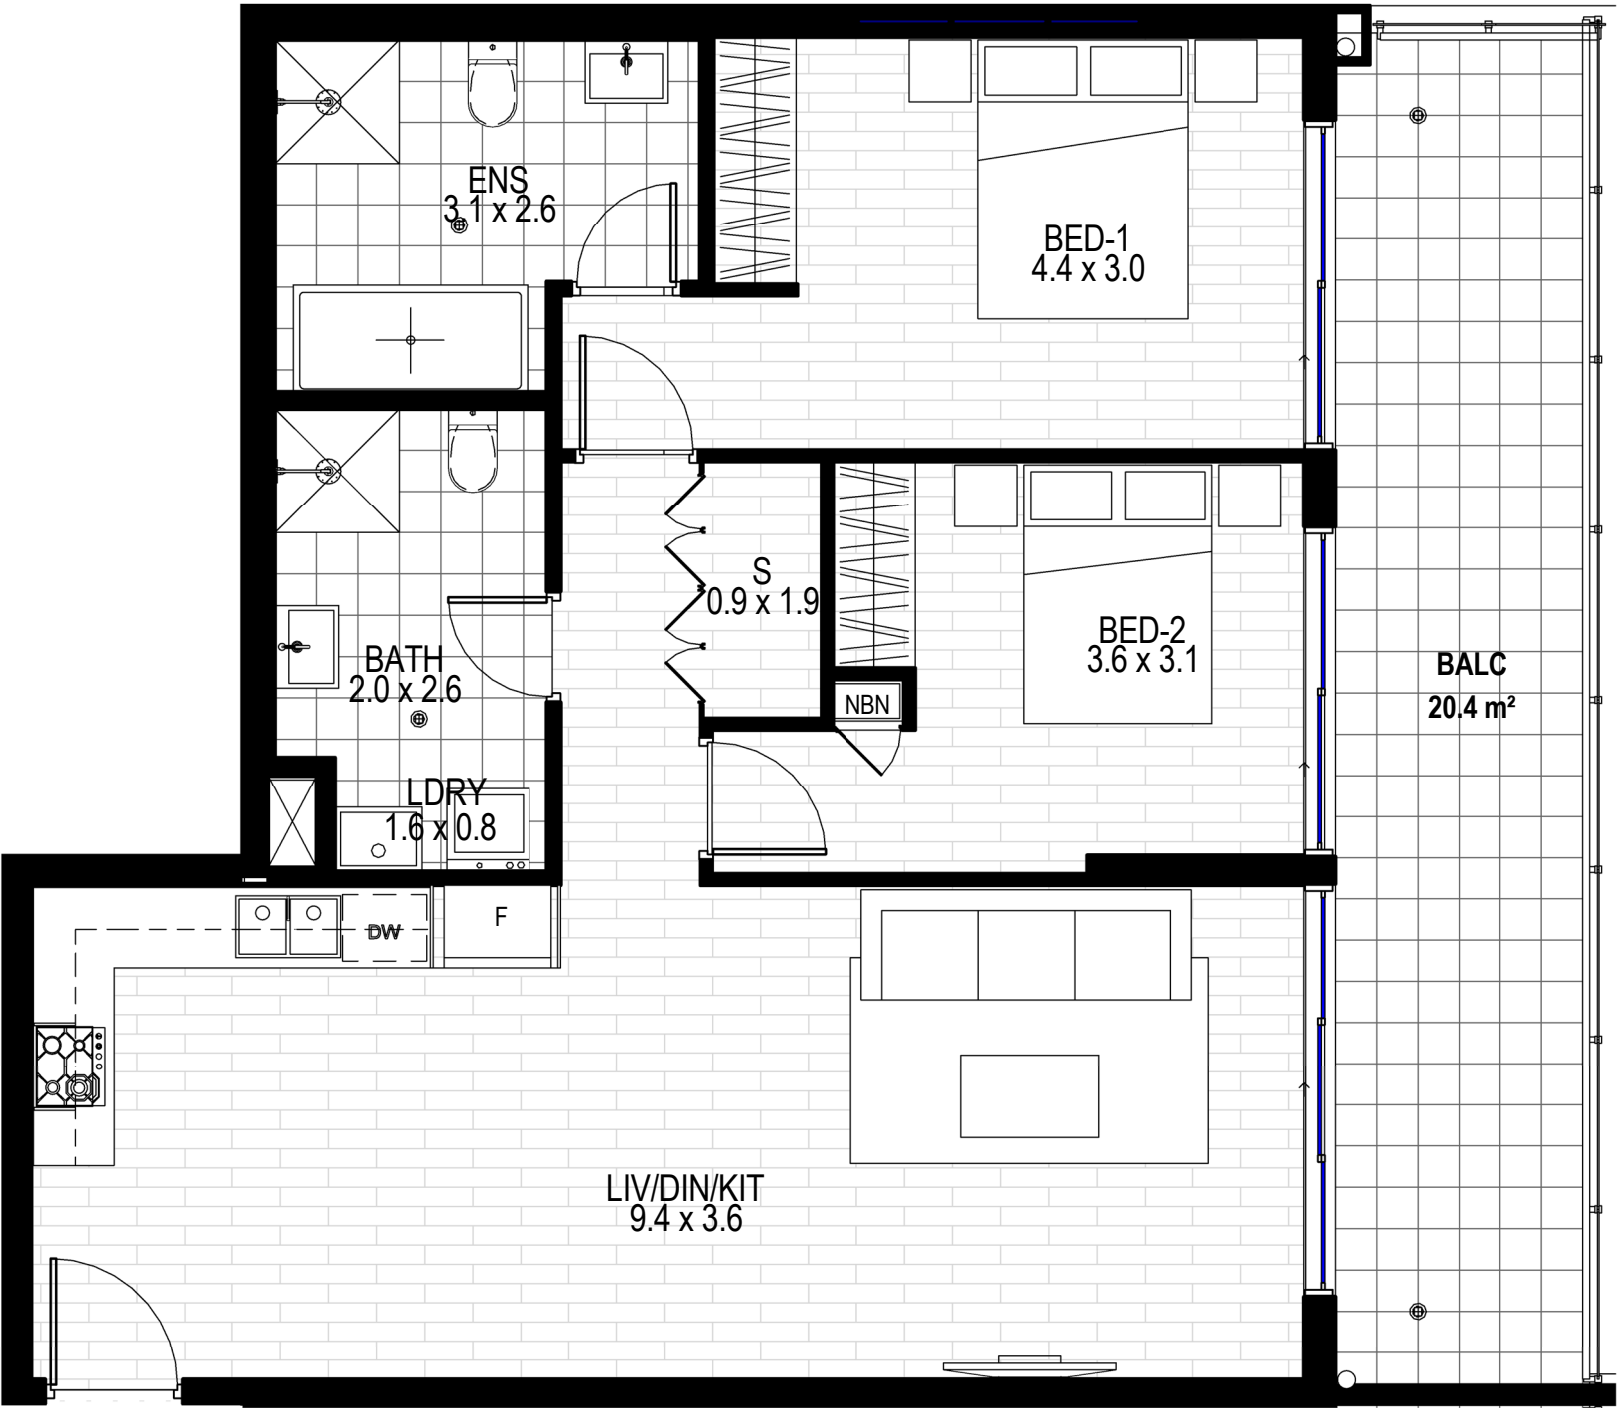 ENS
3.1 x 2.6
BED-1
4.4 x 3.0
S
0.9 x 1.9
BED-2
3.6 x 3.1
BALC
20.4 m²
BATH
2.0 x 2.6
NBN
LDRY
1.6 x 0.8
F
DW
LIV/DIN/KIT
9.4 x 3.6